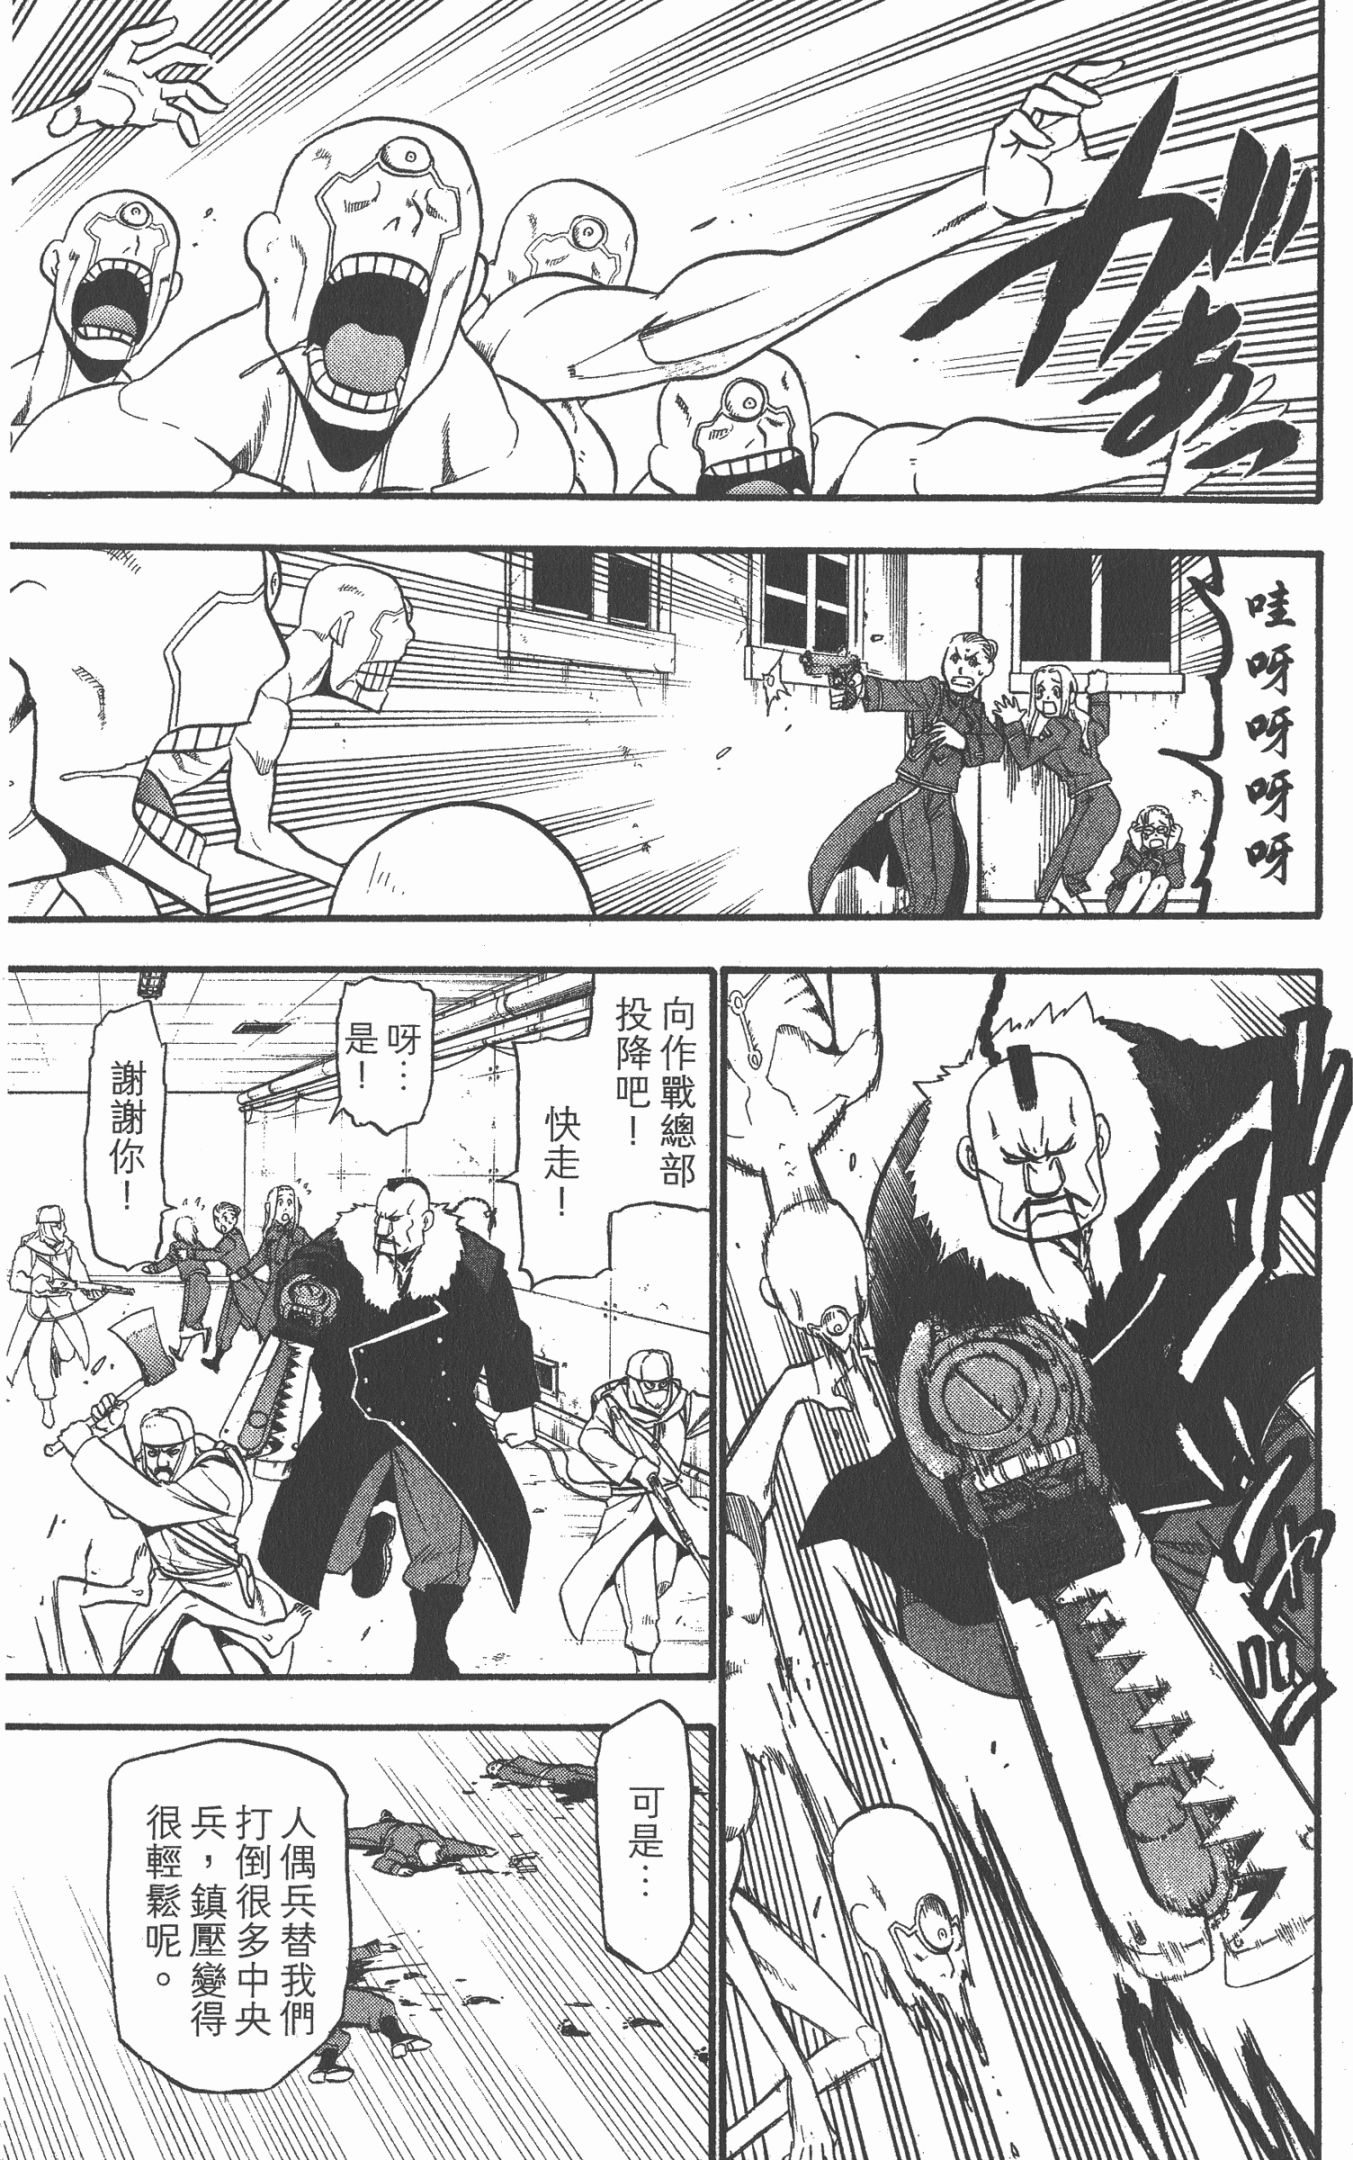 ガァッ
哇呀呀呀呀
向作戰總部
投降吧！
快走！
呀…
是！
謝謝你！
可是…
人偶兵替我們
打倒很多中央
兵，鎮壓變得
很輕鬆呢。